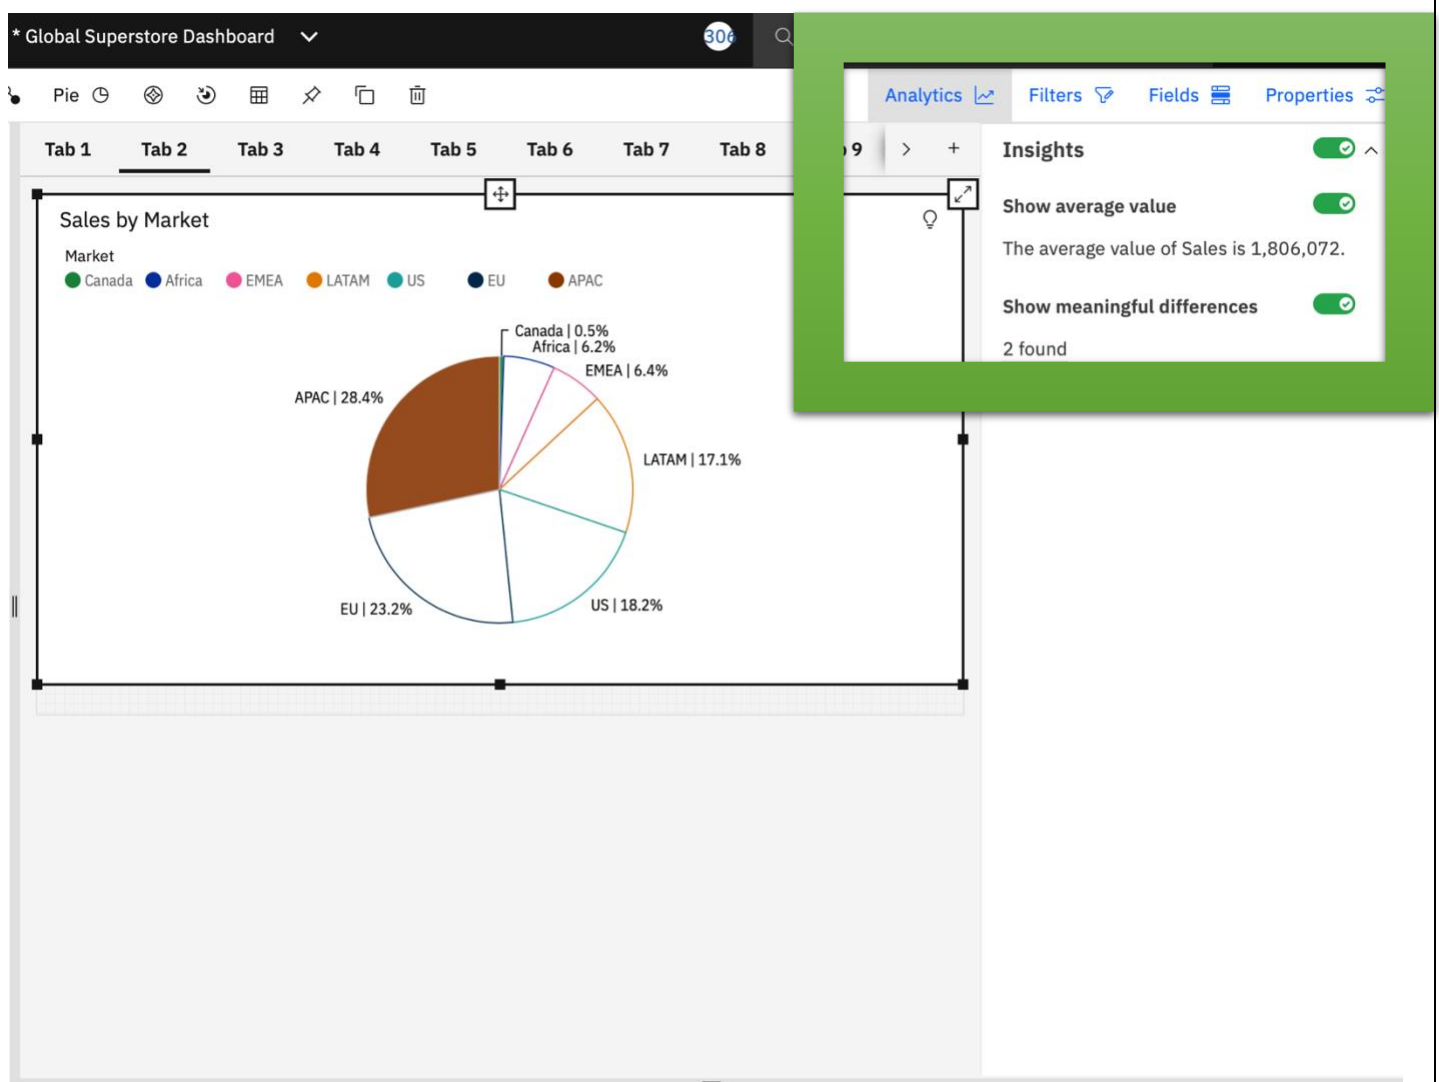 * Global Superstore Dashboard
306
Pie
Analytics
Filters
Fields
Properties
Tab 1
Tab 2
Tab 3
Tab 4
Tab 5
Tab 6
Tab 7
Tab 8
9
Insights
Show average value
The average value of Sales is 1,806,072.
Show meaningful differences
2 found
Sales by Market
Market
Canada
Africa
EMEA
LATAM
US
EU
APAC
Canada | 0.5%
Africa | 6.2%
EMEA | 6.4%
APAC | 28.4%
LATAM | 17.1%
EU | 23.2%
US | 18.2%